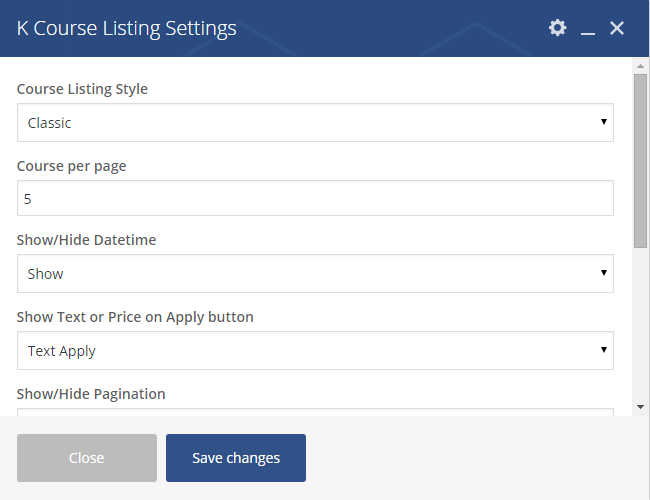 K Course Listing Settings
Course Listing Style
Classic
Course per page
5
Show/Hide Datetime
Show
Show Text or Price on Apply button
Text Apply
Show/Hide Pagination
Close
Save changes